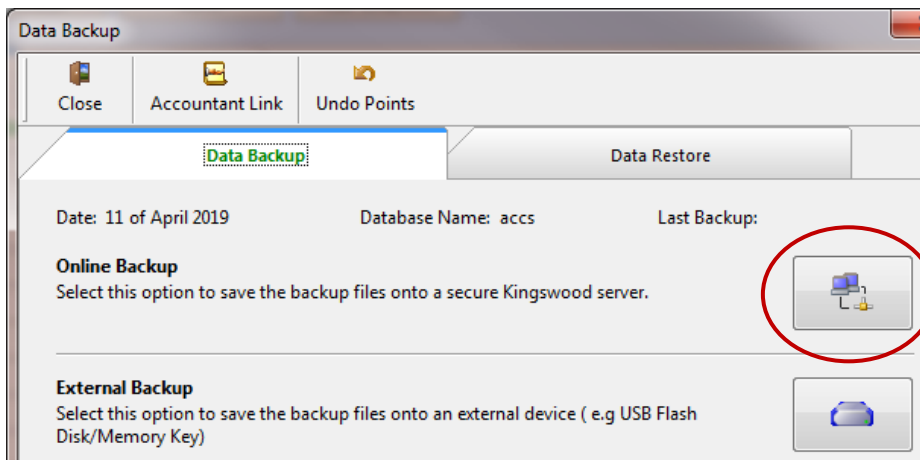 Data Backup
Close
Accountant Link
Undo Points
Data Backup
Data Restore
Date: 11 of April 2019
Database Name: accs
Last Backup:
Online Backup
Select this option to save the backup files onto a secure Kingswood server.
External Backup
Select this option to save the backup files onto an external device ( e.g USB Flash
Disk/Memory Key)